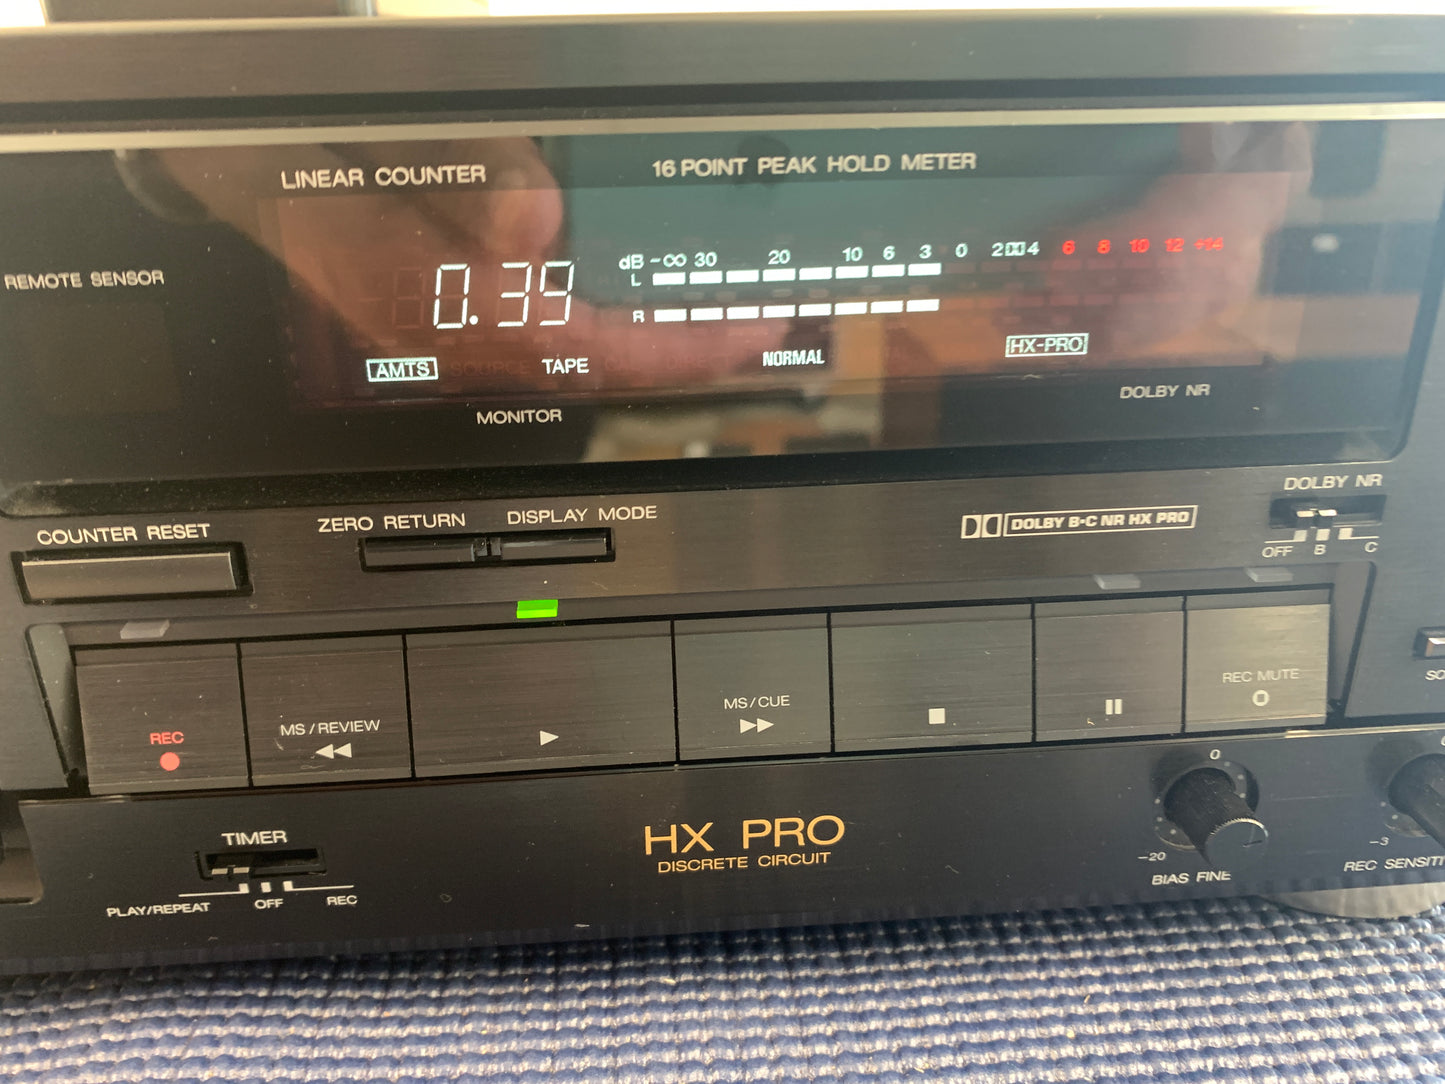 LINEAR COUNTER
16 POINT PEAK HOLD METER
REMOTE SENSOR
0.39
dB -∞ 30 20 10 6 3 0 2 4 6 8 10 12 +14
L
R
AMTS SOURCE TAPE
NORMAL
HX-PRO
MONITOR
DOLBY NR
COUNTER RESET
ZERO RETURN
DISPLAY MODE
DOLBY B·C NR HX PRO
DOLBY NR
OFF B C
REC
MS/REVIEW
MS/CUE
REC MUTE
TIMER
PLAY/REPEAT OFF REC
HX PRO
DISCRETE CIRCUIT
0
-20
BIAS FINE
-3
REC SENSITI